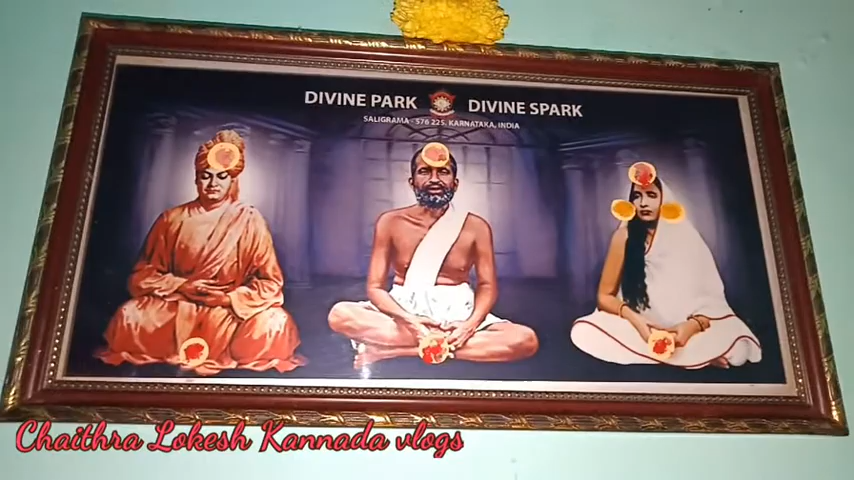 DIVINE PARK DIVINE SPARK
SALIGRAMA 576 225, KARNATAKA, INDIA.
Chaithra Lokesh Kannada vlogs